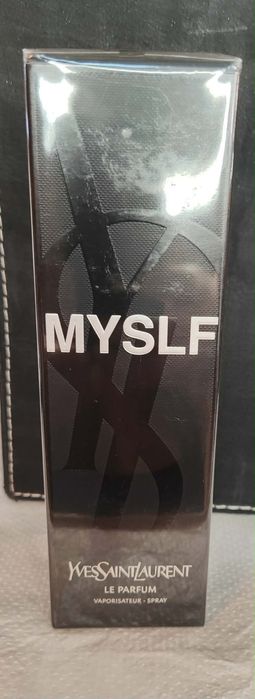 MYSLF
YVESSAINTLAURENT
LE PARFUM
VAPORISATEUR - SPRAY